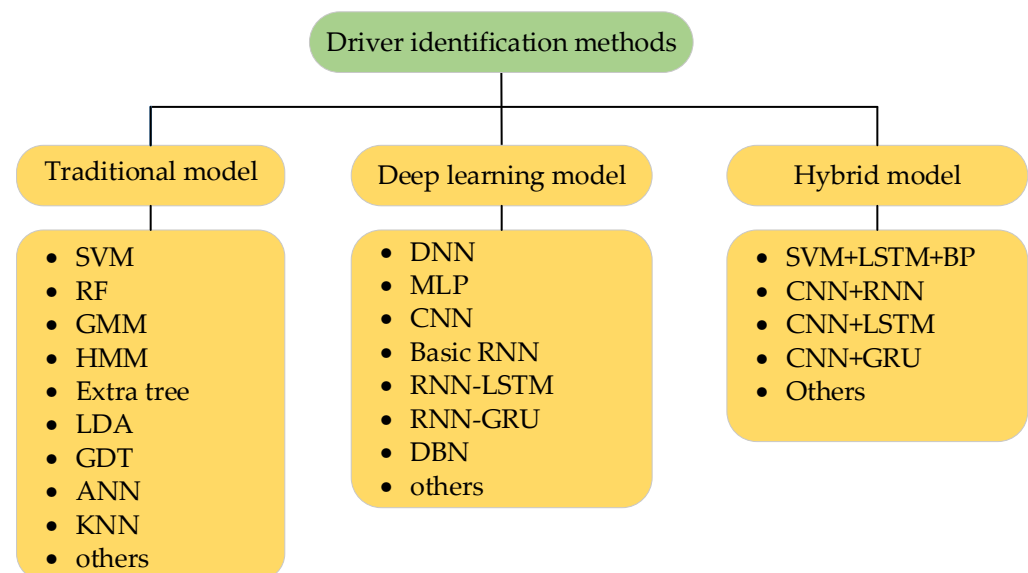 Driver identification methods
Traditional model
• SVM
• RF
• GMM
• HMM
• Extra tree
• LDA
• GDT
• ANN
• KNN
• others
Deep learning model
• DNN
• MLP
• CNN
• Basic RNN
• RNN-LSTM
• RNN-GRU
• DBN
• others
Hybrid model
• SVM+LSTM+BP
• CNN+RNN
• CNN+LSTM
• CNN+GRU
• Others